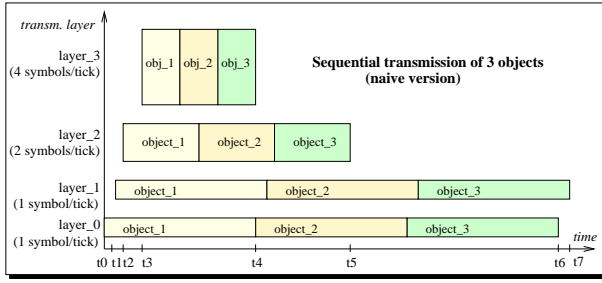 transm. layer
layer_3
(4 symbols/tick)
obj_1 obj_2 obj_3
Sequential transmission of 3 objects
(naive version)
layer_2
(2 symbols/tick)
object_1 object_2 object_3
layer_1
(1 symbol/tick)
object_1 object_2 object_3
layer_0
(1 symbol/tick)
object_1 object_2 object_3
time
t0 t1 t2 t3 t4 t5 t6 t7